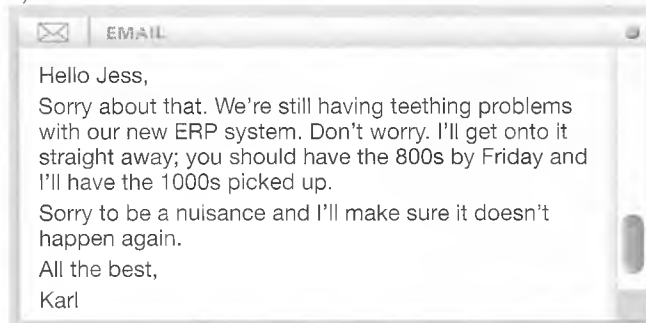 EMAIL
Hello Jess,
Sorry about that. We're still having teething problems
with our new ERP system. Don't worry. I'll get onto it
straight away; you should have the 800s by Friday and
I'll have the 1000s picked up.
Sorry to be a nuisance and I'll make sure it doesn't
happen again.
All the best,
Karl